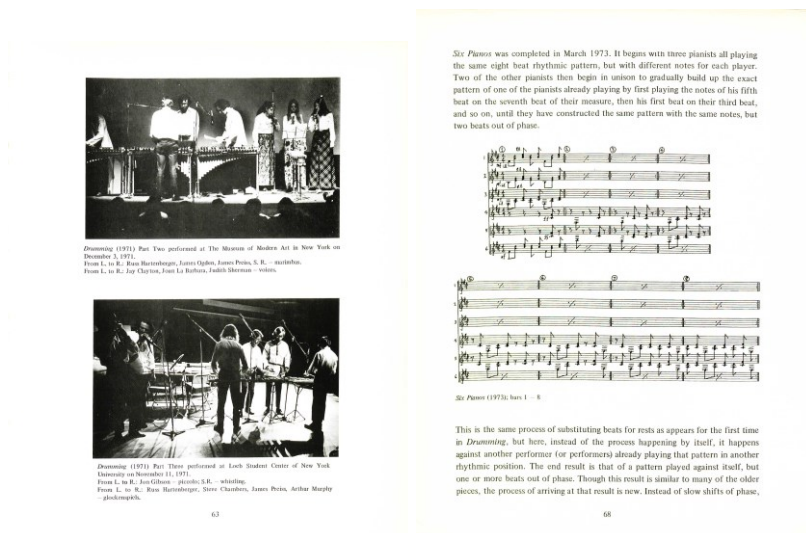 Drumming (1971) Part Two performed at The Museum of Modern Art in New York on
December 3, 1971.
From L. to R.: Russ Hartenberger, James Ogden, James Preiss, S. R. – marimbas.
From L. to R.: Jay Clayton, Joan La Barbara, Judith Sherman – voices.
Drumming (1971) Part Three performed at Loeb Student Center of New York
University on November 11, 1971.
From L. to R.: Jon Gibson – piccolo; S.R. – whistling.
From L. to R.: Russ Hartenberger, Steve Chambers, James Preiss, Arthur Murphy
– glockenspiels.
63
Six Pianos was completed in March 1973. It begins with three pianists all playing
the same eight beat rhythmic pattern, but with different notes for each player.
Two of the other pianists then begin in unison to gradually build up the exact
pattern of one of the pianists already playing by first playing the notes of his fifth
beat on the seventh beat of their measure, then his first beat on their third beat,
and so on, until they have constructed the same pattern with the same notes, but
two beats out of phase.
Six Pianos (1973); bars 1 – 8
This is the same process of substituting beats for rests as appears for the first time
in Drumming, but here, instead of the process happening by itself, it happens
against another performer (or performers) already playing that pattern in another
rhythmic position. The end result is that of a pattern played against itself, but
one or more beats out of phase. Though this result is similar to many of the older
pieces, the process of arriving at that result is new. Instead of slow shifts of phase,
68